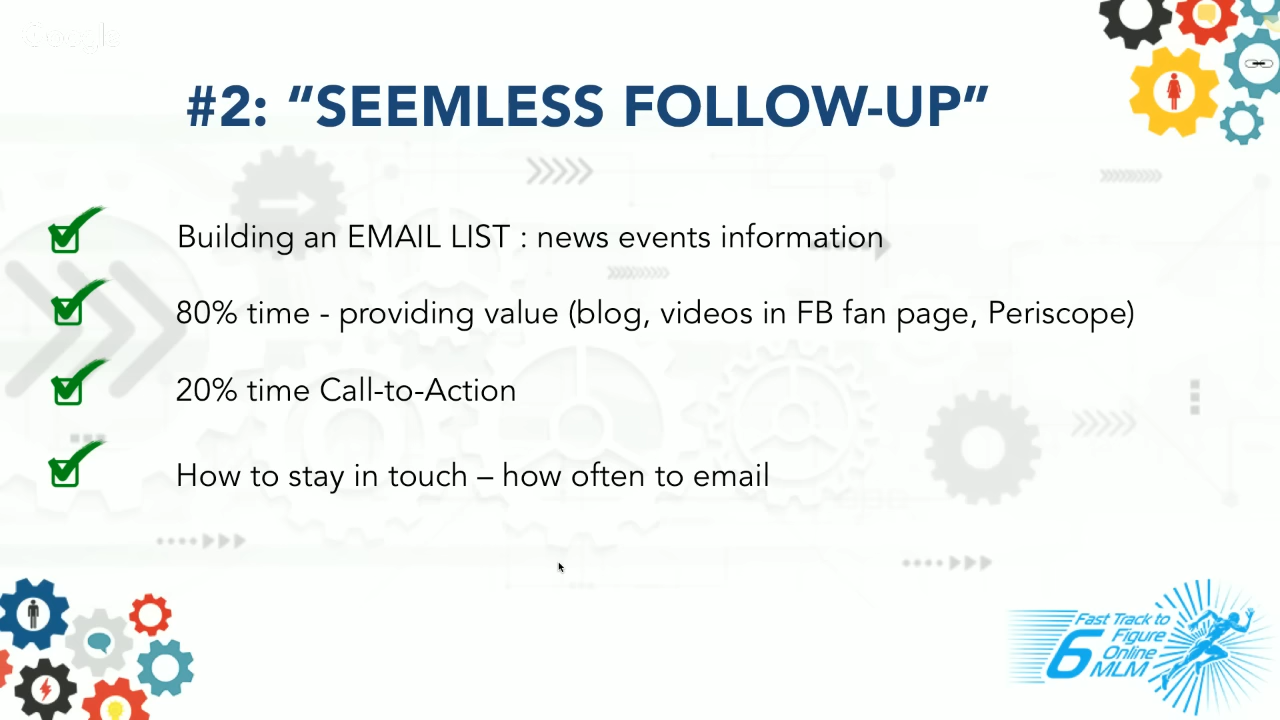 Google
#2: “SEEMLESS FOLLOW-UP”
Building an EMAIL LIST : news events information
80% time - providing value (blog, videos in FB fan page, Periscope)
20% time Call-to-Action
How to stay in touch – how often to email
Fast Track to
6 Figure
Online
MLM